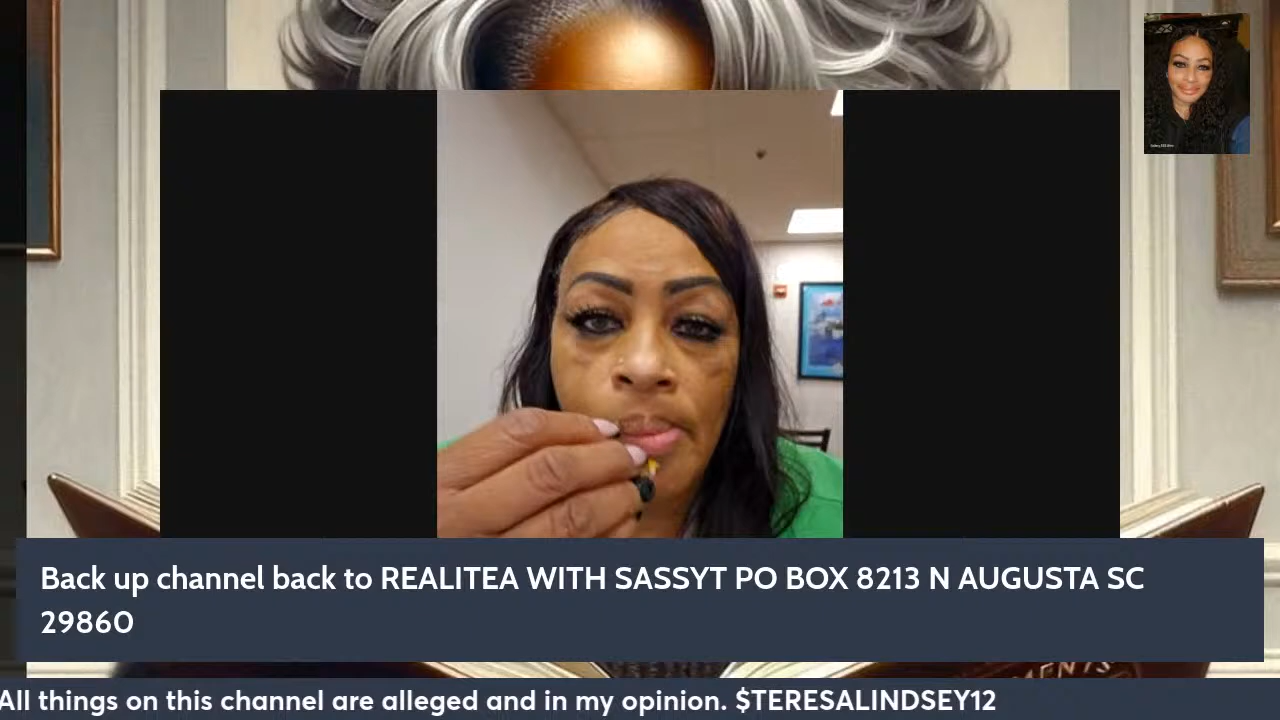 Back up channel back to REALITEA WITH SASSYT PO BOX 8213 N AUGUSTA SC
29860
All things on this channel are alleged and in my opinion. $TERESALINDSEY12